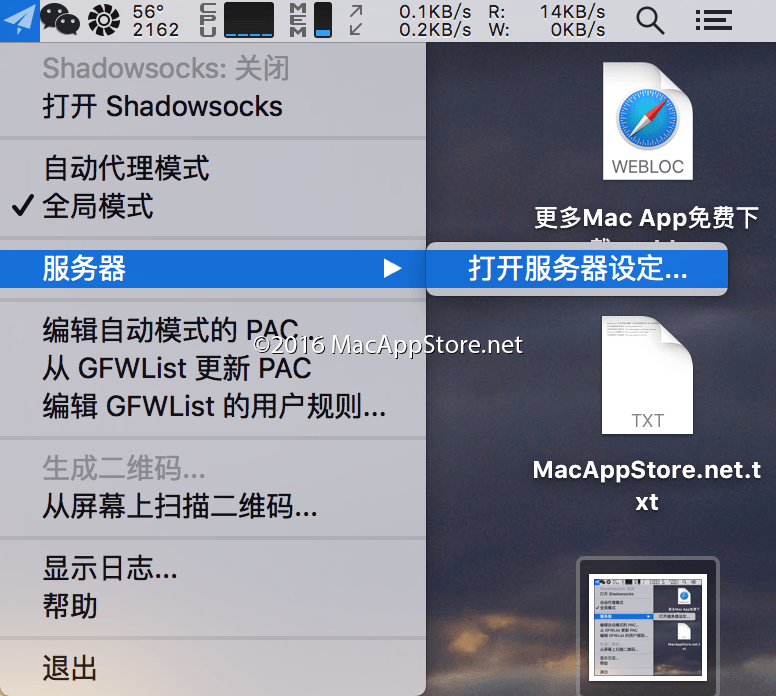 56°
2162
CPU
MEM
0.1KB/s
0.2KB/s
R: 14KB/s
W: 0KB/s
Shadowsocks: 关闭
打开 Shadowsocks
自动代理模式
✓ 全局模式
服务器
打开服务器设定...
编辑自动模式的 PAC...
从 GFWList 更新 PAC
编辑 GFWList 的用户规则...
生成二维码...
从屏幕上扫描二维码...
显示日志...
帮助
退出
WEBLOC
更多Mac App免费下
©2016 MacAppStore.net
TXT
MacAppStore.net.t
xt